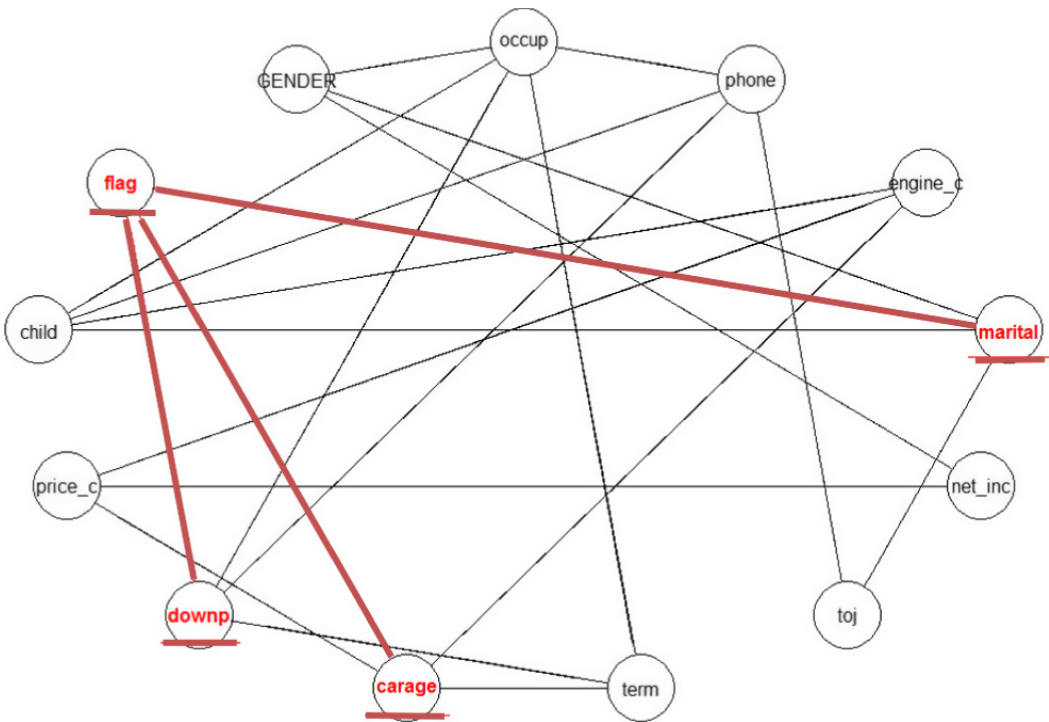 occup
GENDER
phone
flag
engine_c
child
marital
price_c
net_inc
downp
toj
carage
term